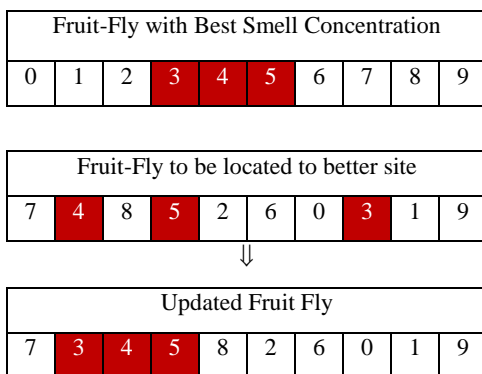 Fruit-Fly with Best Smell Concentration
0 1 2 3 4 5 6 7 8 9
Fruit-Fly to be located to better site
7 4 8 5 2 6 0 3 1 9
⇓
Updated Fruit Fly
7 3 4 5 8 2 6 0 1 9